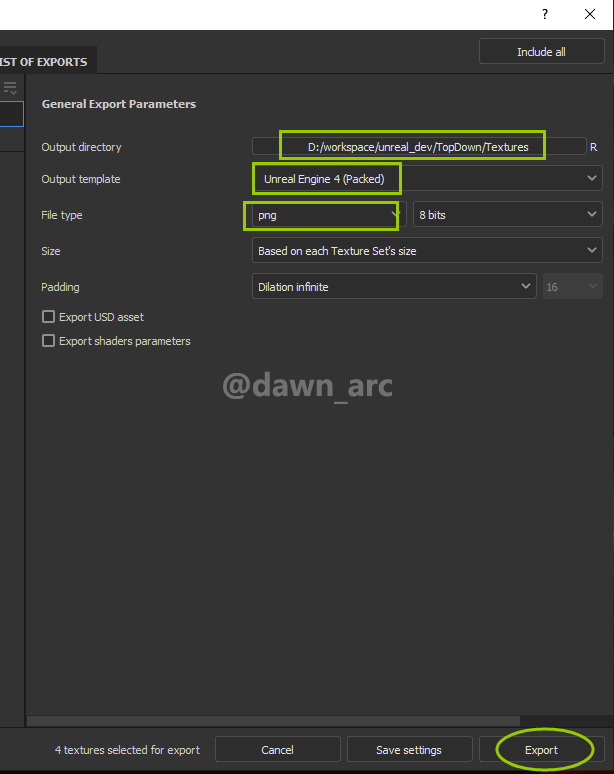 ?
IST OF EXPORTS
Include all
General Export Parameters
Output directory D:/workspace/unreal_dev/TopDown/Textures R
Output template Unreal Engine 4 (Packed)
File type png 8 bits
Size Based on each Texture Set's size
Padding Dilation infinite 16
Export USD asset
Export shaders parameters
@dawn_arc
4 textures selected for export Cancel Save settings Export